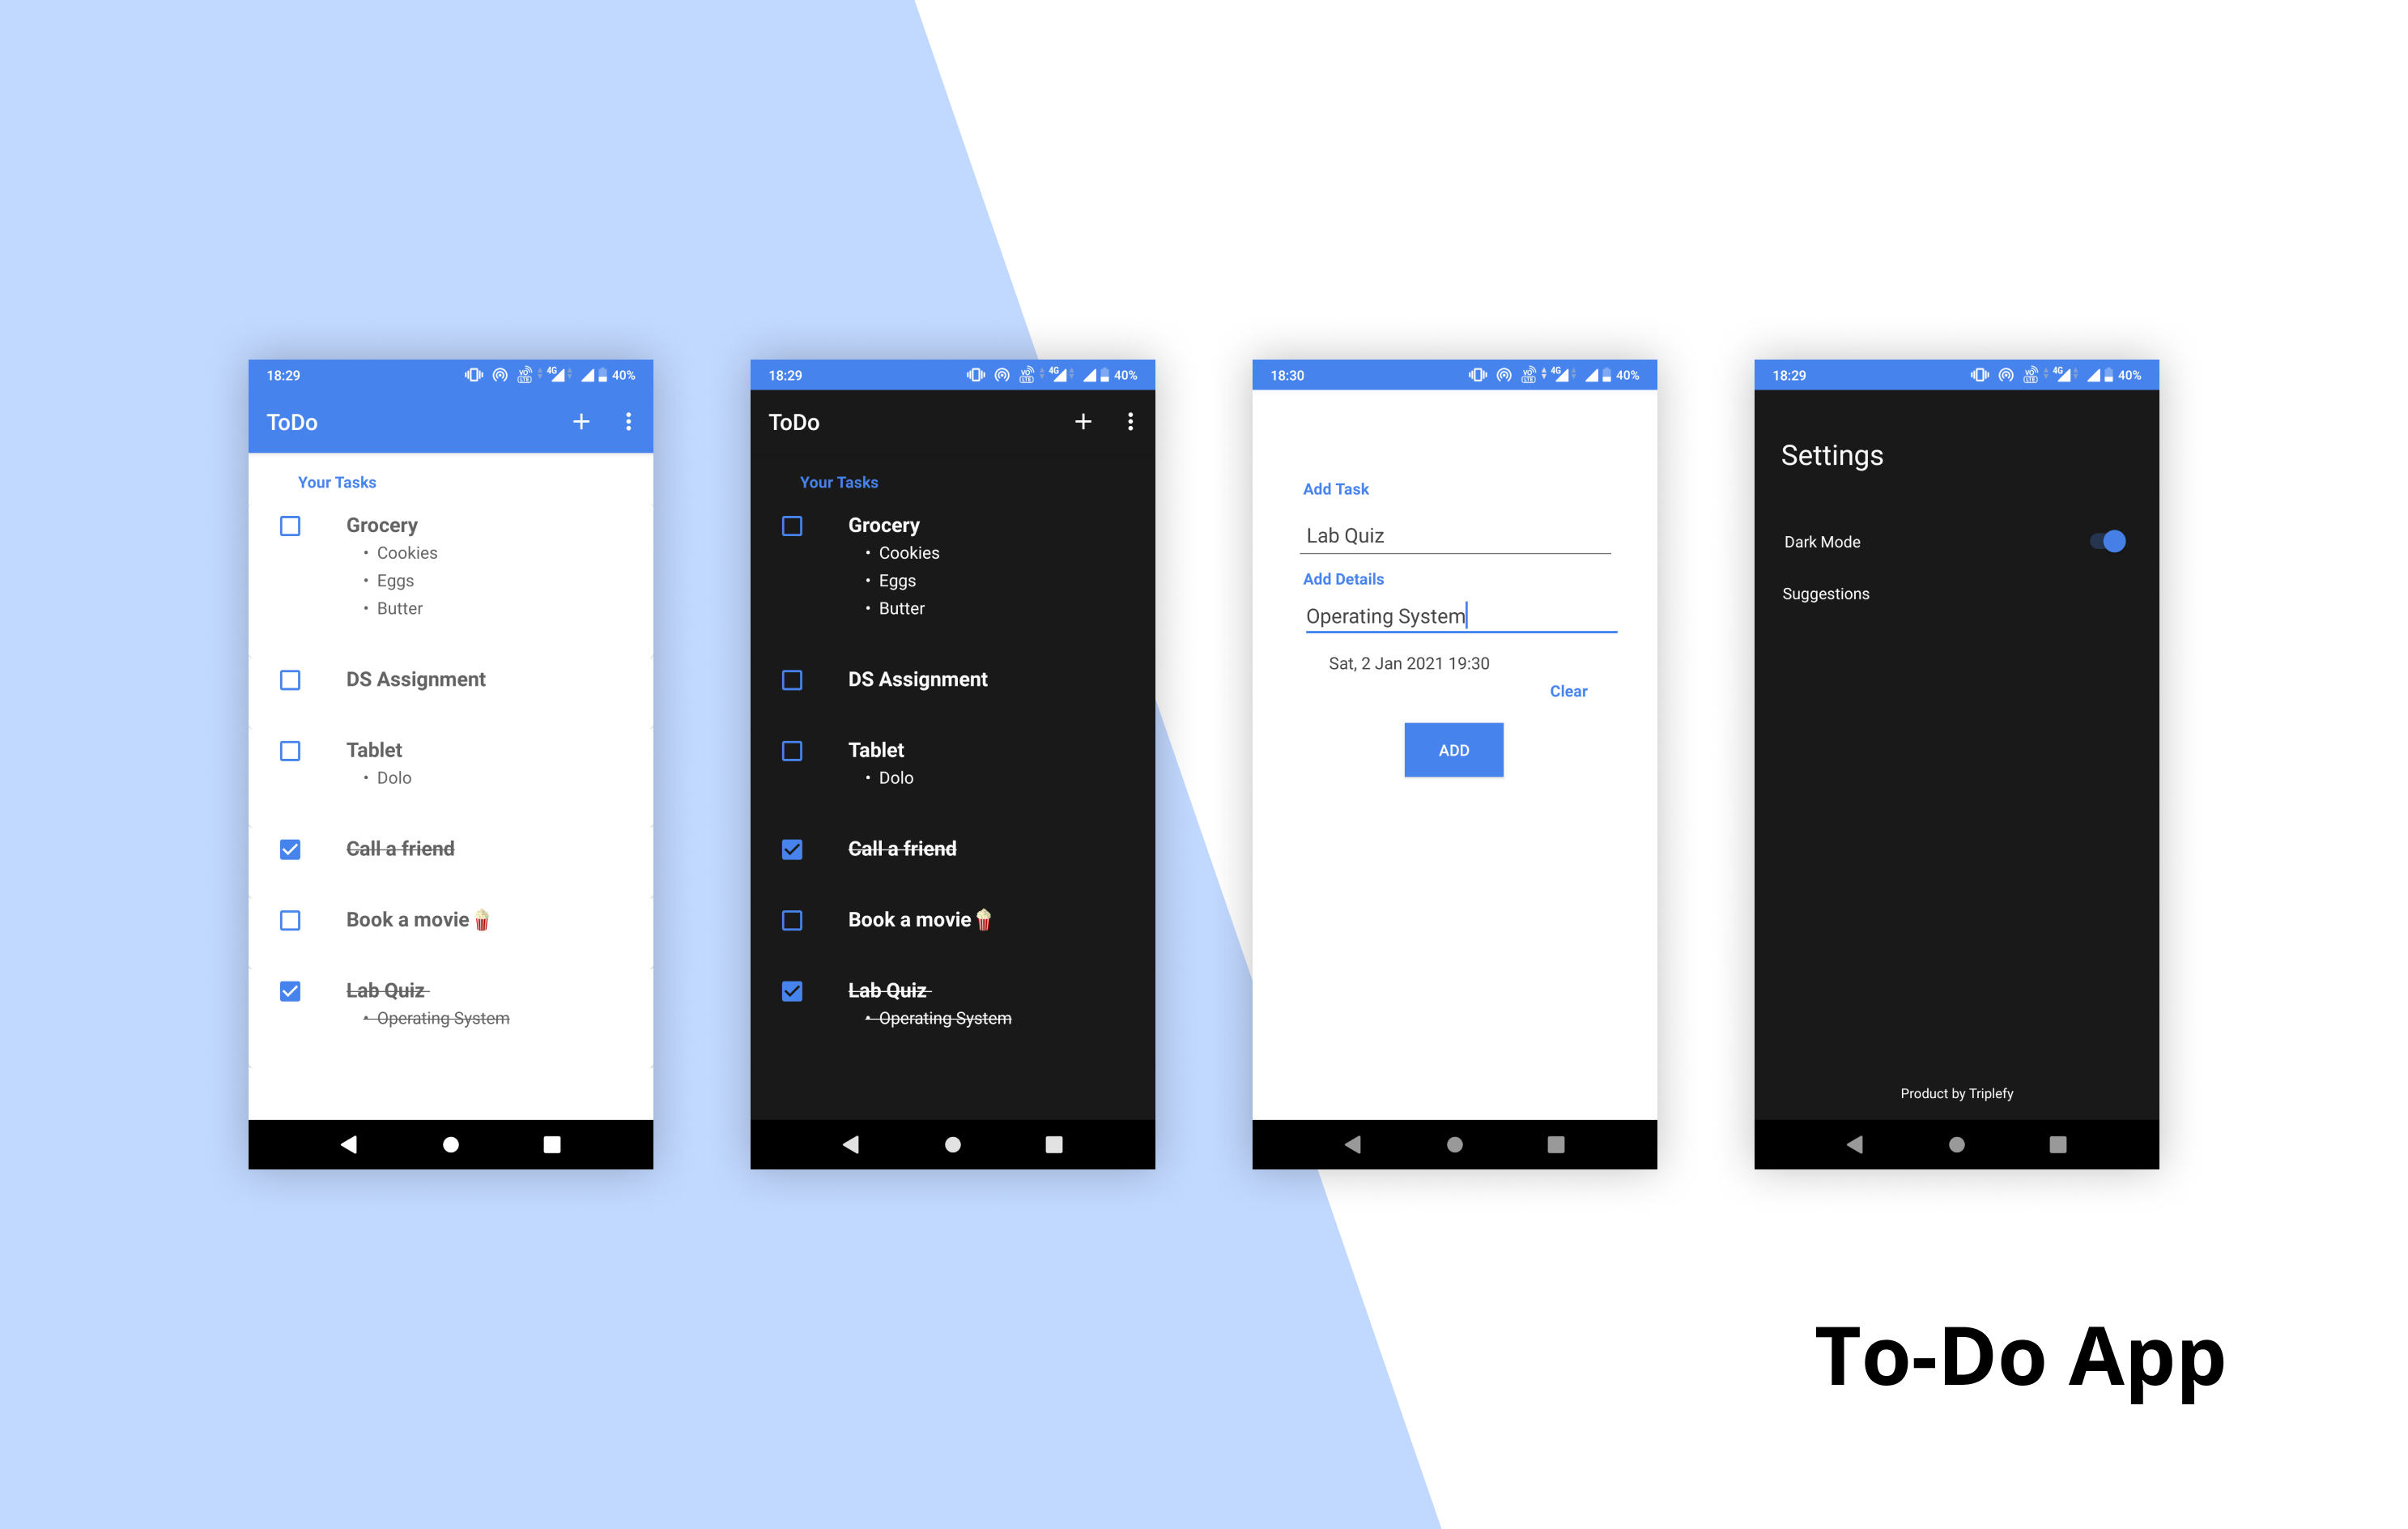 18:29 4G 40%
ToDo
Your Tasks
Grocery
• Cookies
• Eggs
• Butter
DS Assignment
Tablet
• Dolo
Call a friend
Book a movie 🍿
Lab Quiz
• Operating System
18:29 4G 40%
ToDo
Your Tasks
Grocery
• Cookies
• Eggs
• Butter
DS Assignment
Tablet
• Dolo
Call a friend
Book a movie 🍿
Lab Quiz
• Operating System
18:30 4G 40%
Add Task
Lab Quiz
Add Details
Operating System
Sat, 2 Jan 2021 19:30
Clear
ADD
18:29 4G 40%
Settings
Dark Mode
Suggestions
Product by Triplefy
To-Do App